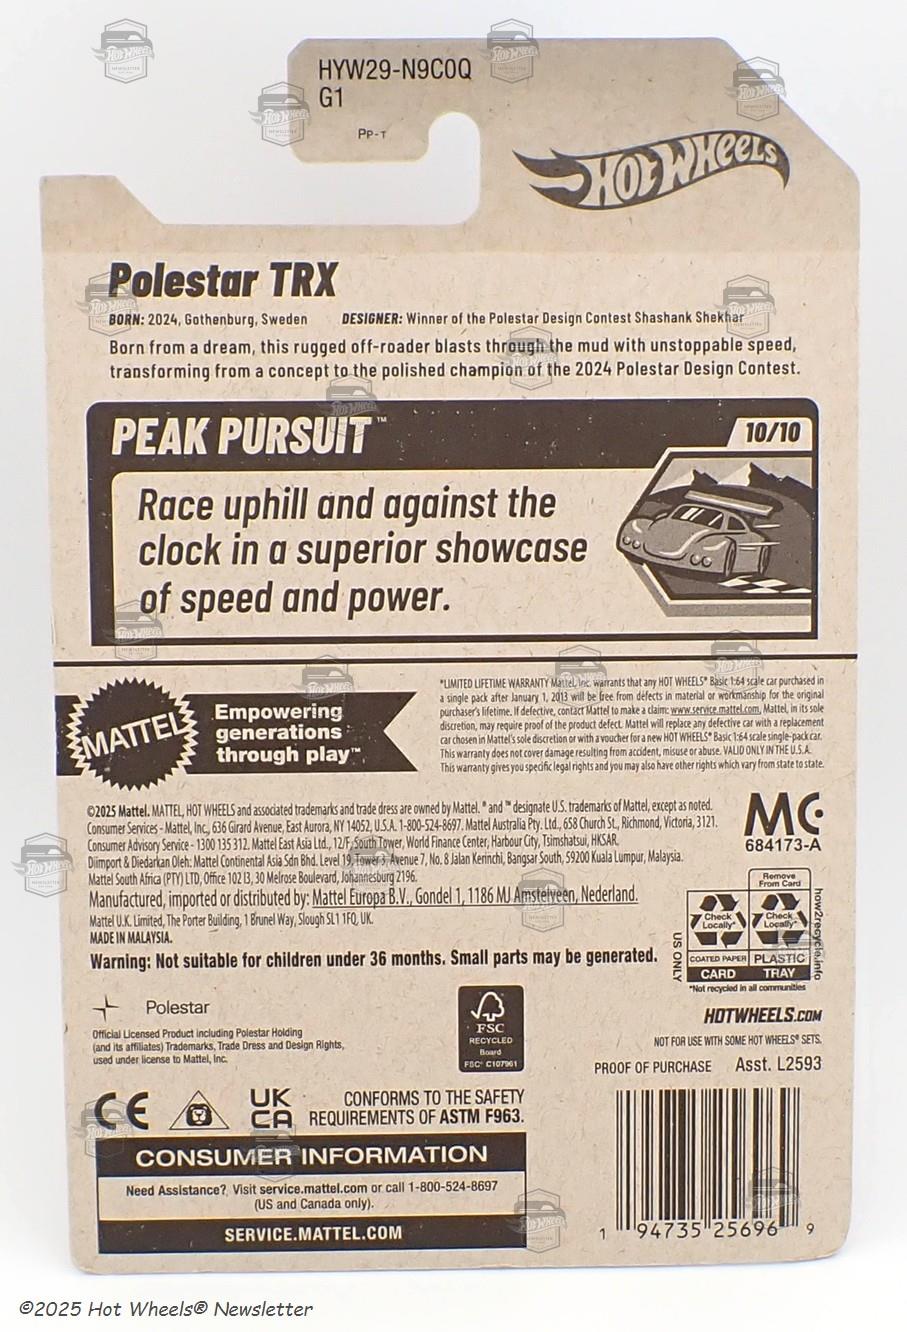 HYW29-N9C0Q
G1
Pp-T
HOT WHEELS
Polestar TRX
BORN: 2024, Gothenburg, Sweden DESIGNER: Winner of the Polestar Design Contest Shashank Shekhar
Born from a dream, this rugged off-roader blasts through the mud with unstoppable speed,
transforming from a concept to the polished champion of the 2024 Polestar Design Contest.
PEAK PURSUIT™ 10/10
Race uphill and against the
clock in a superior showcase
of speed and power.
MATTEL
Empowering
generations
through play™
*LIMITED LIFETIME WARRANTY Mattel, Inc. warrants that any HOT WHEELS® Basic 1:64 scale car purchased in
a single pack after January 1, 2013 will be free from defects in material or workmanship for the original
purchaser's lifetime. If defective, contact Mattel to make a claim: www.service.mattel.com, Mattel, in its sole
discretion, may require proof of the product defect. Mattel will replace any defective car with a replacement
car chosen in Mattel's sole discretion or with a voucher for a new HOT WHEELS® Basic 1:64 scale single-pack car.
This warranty does not cover damage resulting from accident, misuse or abuse. VALID ONLY IN THE U.S.A.
This warranty gives you specific legal rights and you may also have other rights which vary from state to state.
©2025 Mattel. MATTEL, HOT WHEELS and associated trademarks and trade dress are owned by Mattel. ® and ™ designate U.S. trademarks of Mattel, except as noted.
Consumer Services - Mattel, Inc., 636 Girard Avenue, East Aurora, NY 14052, U.S.A. 1-800-524-8697. Mattel Australia Pty. Ltd., 658 Church St., Richmond, Victoria, 3121.
Consumer Advisory Service - 1300 135 312. Mattel East Asia Ltd., 12/F, South Tower, World Finance Center, Harbour City, Tsimshatsui, HKSAR.
Diimport & Diedarkan Oleh: Mattel Continental Asia Sdn Bhd. Level 19, Tower 3, Avenue 7, No. 8 Jalan Kerinchi, Bangsar South, 59200 Kuala Lumpur, Malaysia.
Mattel South Africa (PTY) LTD, Office 102 I3, 30 Melrose Boulevard, Johannesburg 2196.
Manufactured, imported or distributed by: Mattel Europa B.V., Gondel 1, 1186 MJ Amstelveen, Nederland.
Mattel U.K. Limited, The Porter Building, 1 Brunel Way, Slough SL1 1FQ, UK.
MADE IN MALAYSIA.
Warning: Not suitable for children under 36 months. Small parts may be generated.
MC
684173-A
Remove
From Card
Check
Locally*
Check
Locally*
COATED PAPER
PLASTIC
CARD
TRAY
US ONLY
how2recycle.info
*Not recycled in all communities
Polestar
Official Licensed Product including Polestar Holding
(and its affiliates) Trademarks, Trade Dress and Design Rights,
used under license to Mattel, Inc.
FSC
RECYCLED
Board
FSC® C107961
HOTWHEELS.COM
NOT FOR USE WITH SOME HOT WHEELS® SETS.
PROOF OF PURCHASE Asst. L2593
CE
UK
CA
CONFORMS TO THE SAFETY
REQUIREMENTS OF ASTM F963.
CONSUMER INFORMATION
Need Assistance? Visit service.mattel.com or call 1-800-524-8697
(US and Canada only).
SERVICE.MATTEL.COM
1 94735 25696 9
©2025 Hot Wheels® Newsletter